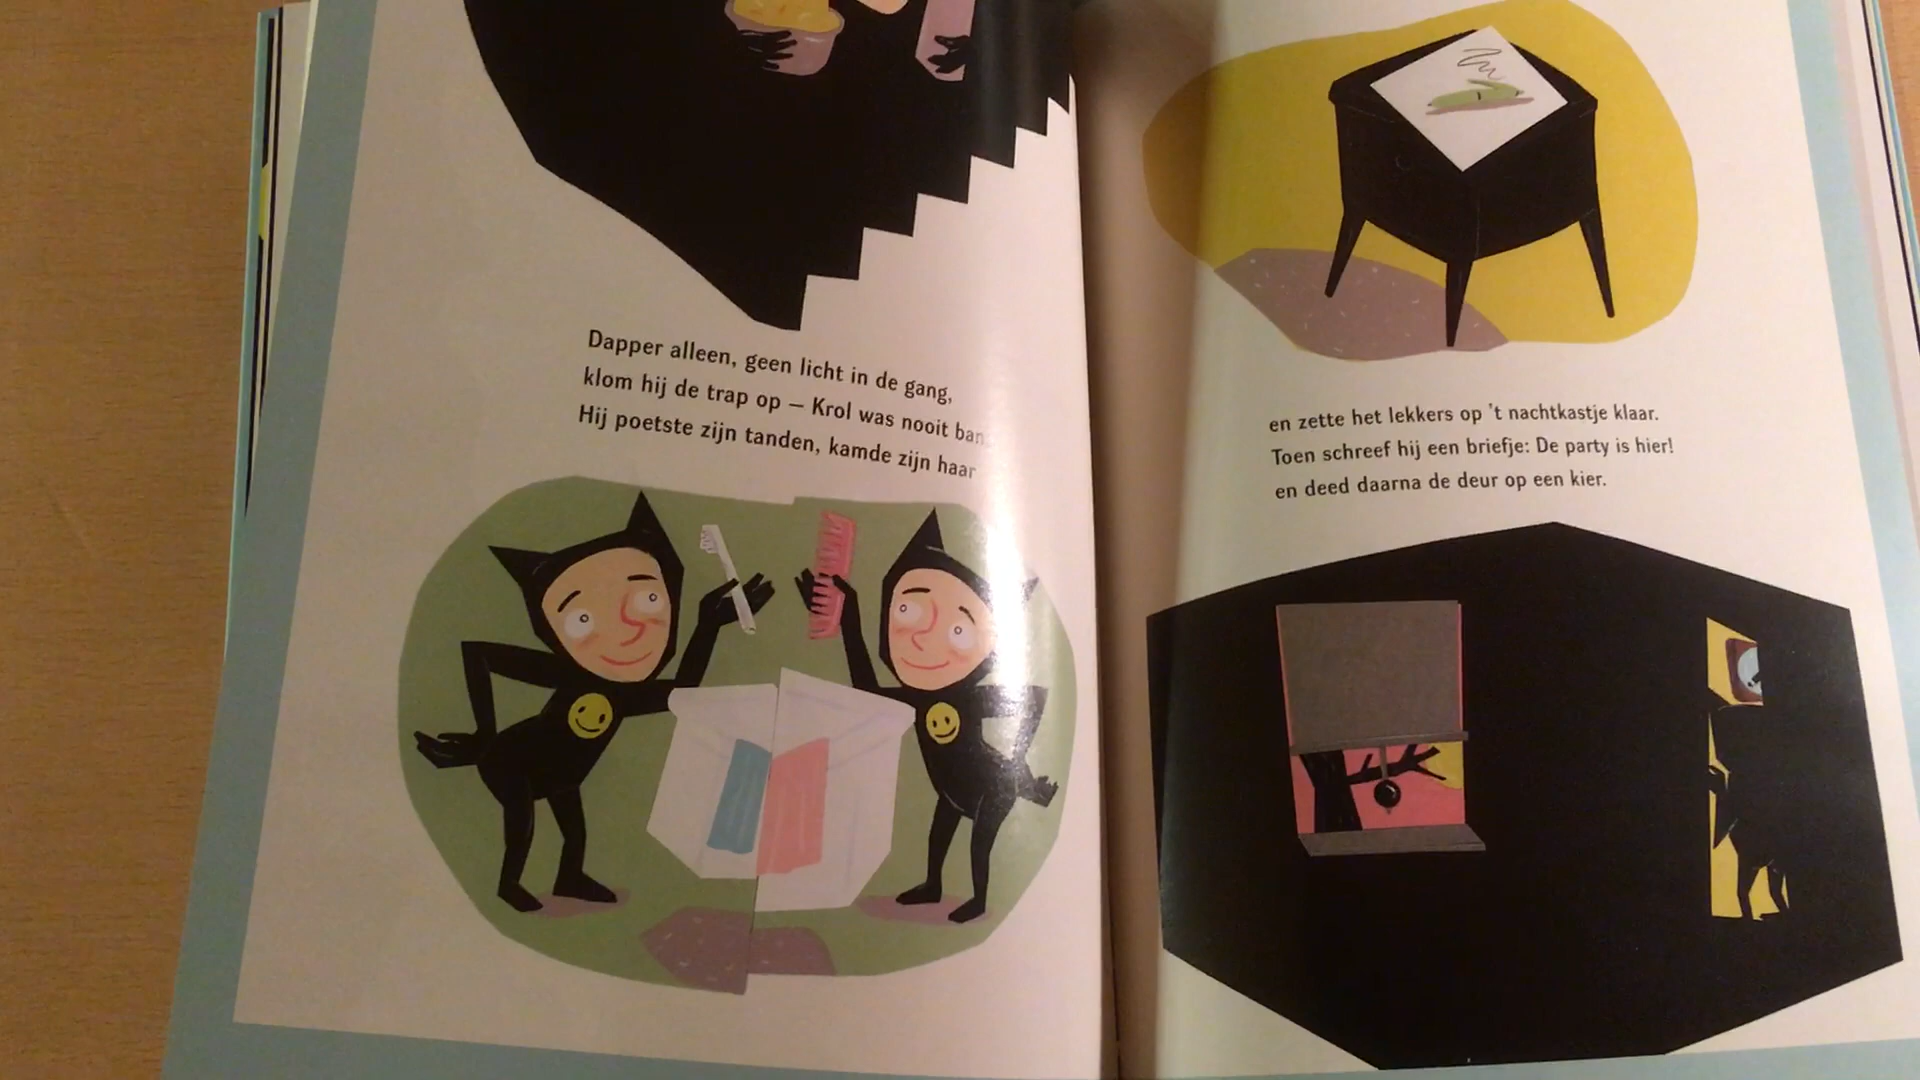 Dapper alleen, geen licht in de gang,
klom hij de trap op – Krol was nooit ban
Hij poetste zijn tanden, kamde zijn haar
en zette het lekkers op 't nachtkastje klaar.
Toen schreef hij een briefje: De party is hier!
en deed daarna de deur op een kier.